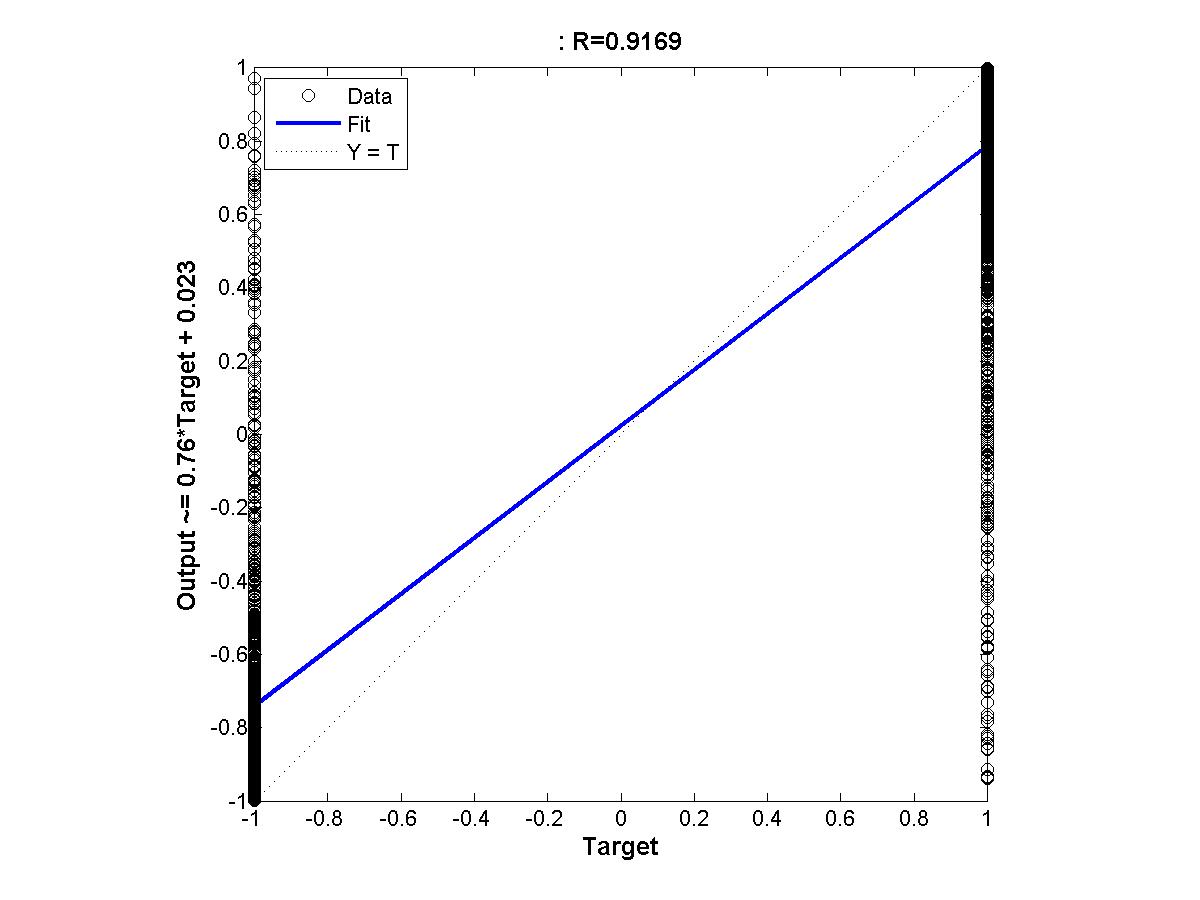 : R=0.9169
1
0.8
0.6
0.4
0.2
0
-0.2
-0.4
-0.6
-0.8
-1
Data
Fit
Y = T
Output ~= 0.76*Target + 0.023
-1 -0.8 -0.6 -0.4 -0.2 0 0.2 0.4 0.6 0.8 1
Target